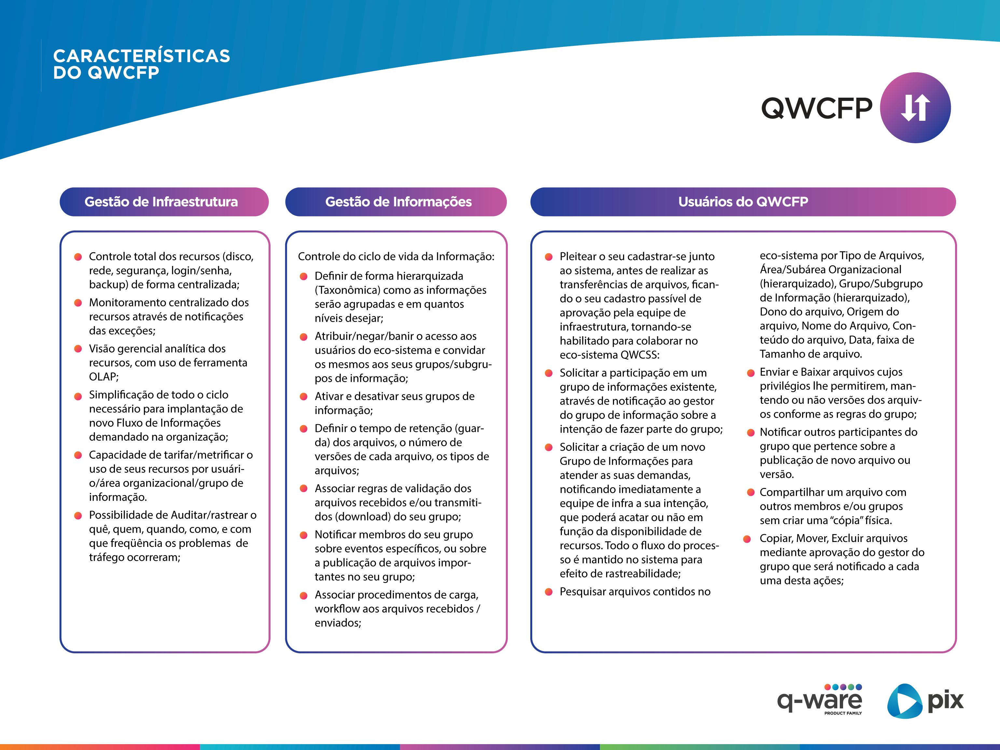 CARACTERÍSTICAS
DO QWCFP
QWCFP
Gestão de Infraestrutura
Controle total dos recursos (disco,
rede, segurança, login/senha,
backup) de forma centralizada;
Monitoramento centralizado dos
recursos através de notificações
das exceções;
Visão gerencial analítica dos
recursos, com uso de ferramenta
OLAP;
Simplificação de todo o ciclo
necessário para implantação de
novo Fluxo de Informações
demandado na organização;
Capacidade de tarifar/metrificar o
uso de seus recursos por usuári-
o/área organizacional/grupo de
informação.
Possibilidade de Auditar/rastrear o
quê, quem, quando, como, e com
que freqüência os problemas  de
tráfego ocorreram;
Gestão de Informações
Controle do ciclo de vida da Informação:
Definir de forma hierarquizada
(Taxonômica) como as informações
serão agrupadas e em quantos
níveis desejar;
Atribuir/negar/banir o acesso aos
usuários do eco-sistema e convidar
os mesmos aos seus grupos/subgru-
pos de informação;
Ativar e desativar seus grupos de
informação;
Definir o tempo de retenção (guar-
da) dos arquivos, o número de
versões de cada arquivo, os tipos de
arquivos;
Associar regras de validação dos
arquivos recebidos e/ou transmiti-
dos (download) do seu grupo;
Notificar membros do seu grupo
sobre eventos específicos, ou sobre
a publicação de arquivos impor-
tantes no seu grupo;
Associar procedimentos de carga,
workflow aos arquivos recebidos /
enviados;
Usuários do QWCFP
Pleitear o seu cadastrar-se junto
ao sistema, antes de realizar as
transferências de arquivos, fican-
do o seu cadastro passível de
aprovação pela equipe de
infraestrutura, tornando-se
habilitado para colaborar no
eco-sistema QWCSS:
Solicitar a participação em um
grupo de informações existente,
através de notificação ao gestor
do grupo de informação sobre a
intenção de fazer parte do grupo;
Solicitar a criação de um novo
Grupo de Informações para
atender as suas demandas,
notificando imediatamente a
equipe de infra a sua intenção,
que poderá acatar ou não em
função da disponibilidade de
recursos. Todo o fluxo do proces-
so é mantido no sistema para
efeito de rastreabilidade;
Pesquisar arquivos contidos no
eco-sistema por Tipo de Arquivos,
Área/Subárea Organizacional
(hierarquizado), Grupo/Subgrupo
de Informação (hierarquizado),
Dono do arquivo, Origem do
arquivo, Nome do Arquivo, Con-
teúdo do arquivo, Data, faixa de
Tamanho de arquivo.
Enviar e Baixar arquivos cujos
privilégios lhe permitirem, man-
tendo ou não versões dos arquiv-
os conforme as regras do grupo;
Notificar outros participantes do
grupo que pertence sobre a
publicação de novo arquivo ou
versão.
Compartilhar um arquivo com
outros membros e/ou grupos
sem criar uma “cópia” física.
Copiar, Mover, Excluir arquivos
mediante aprovação do gestor do
grupo que será notificado a cada
uma desta ações;
q-ware
PRODUCT FAMILY
pix